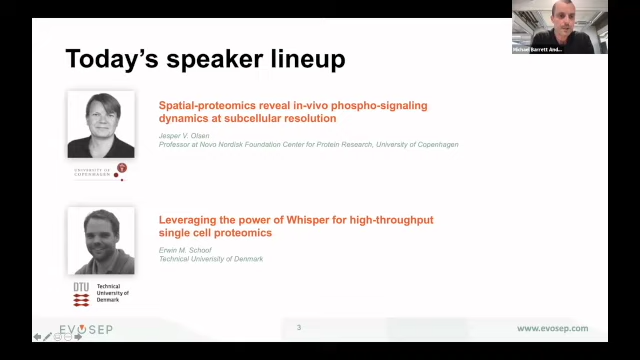 Today's speaker lineup
Michael Barrett And...
Spatial-proteomics reveal in-vivo phospho-signaling
dynamics at subcellular resolution
Jesper V. Olsen
Professor at Novo Nordisk Foundation Center for Protein Research, University of Copenhagen
UNIVERSITY OF
COPENHAGEN
Leveraging the power of Whisper for high-throughput
single cell proteomics
Erwin M. Schoof
Technical University of Denmark
DTU
Technical
University of
Denmark
EVOSEP
3
www.evosep.com